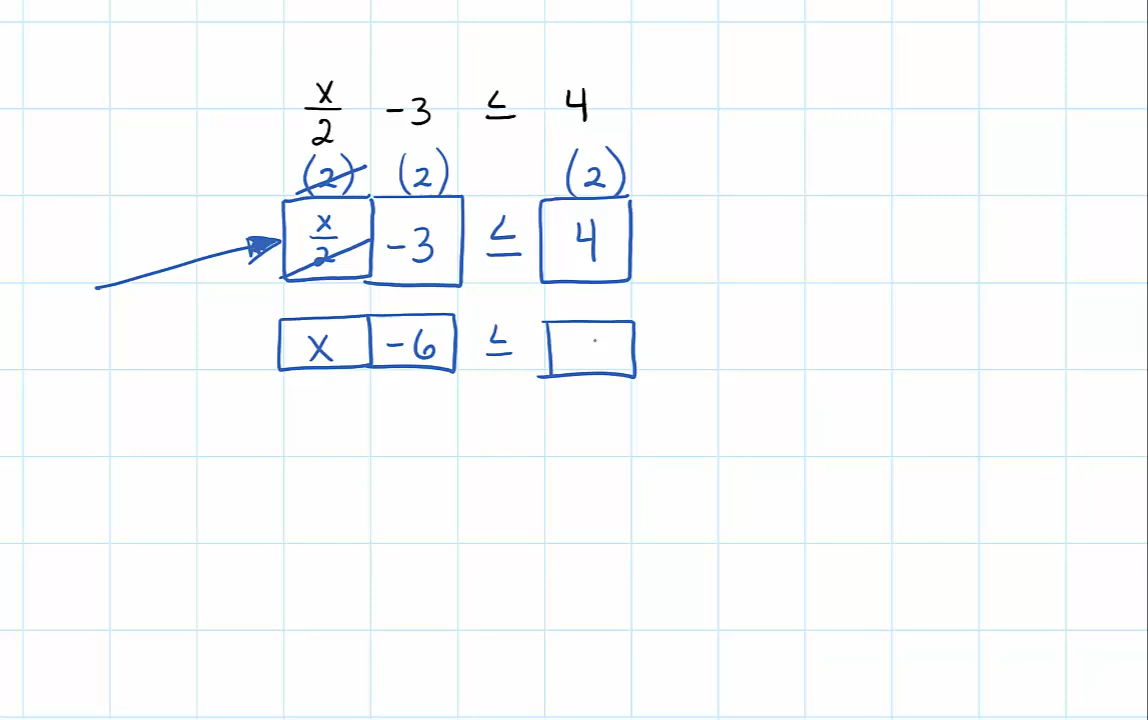 x/2 -3 ≤ 4
(2) (2) (2)
x/2 -3 ≤ 4
x -6 ≤